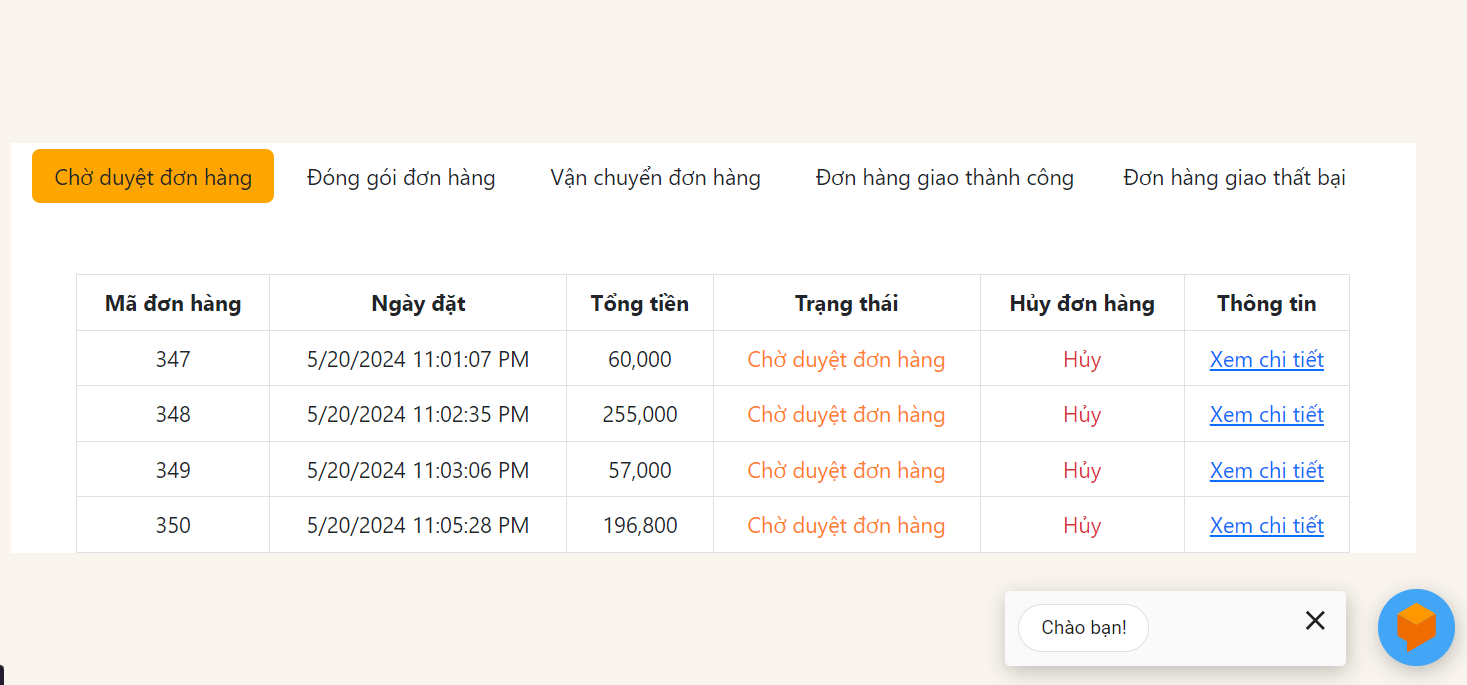 Chờ duyệt đơn hàng Đóng gói đơn hàng Vận chuyển đơn hàng Đơn hàng giao thành công Đơn hàng giao thất bại
Mã đơn hàng Ngày đặt Tổng tiền Trạng thái Hủy đơn hàng Thông tin
347 5/20/2024 11:01:07 PM 60,000 Chờ duyệt đơn hàng Hủy Xem chi tiết
348 5/20/2024 11:02:35 PM 255,000 Chờ duyệt đơn hàng Hủy Xem chi tiết
349 5/20/2024 11:03:06 PM 57,000 Chờ duyệt đơn hàng Hủy Xem chi tiết
350 5/20/2024 11:05:28 PM 196,800 Chờ duyệt đơn hàng Hủy Xem chi tiết
Chào bạn!